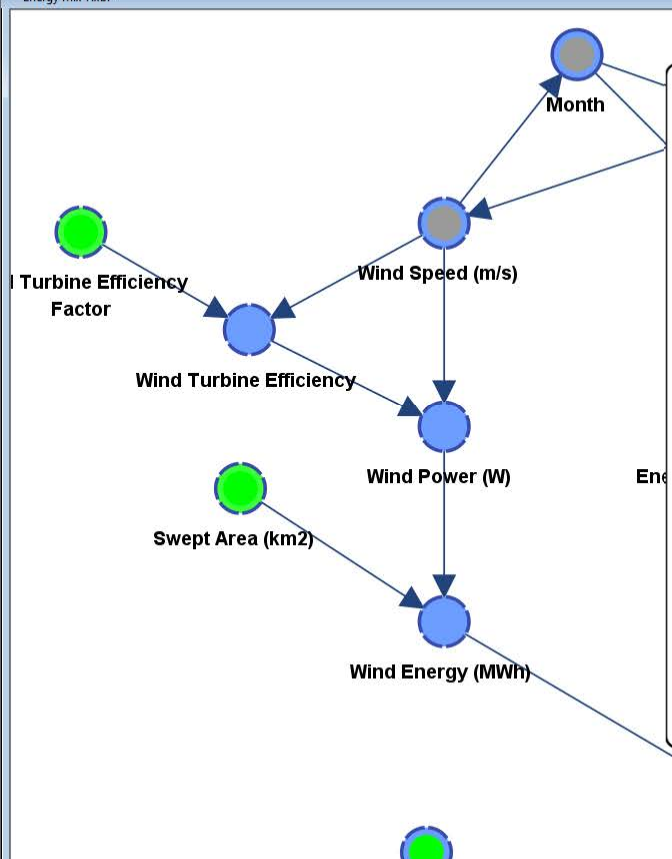 Month
Wind Speed (m/s)
Turbine Efficiency
Factor
Wind Turbine Efficiency
Wind Power (W)
Swept Area (km2)
Wind Energy (MWh)